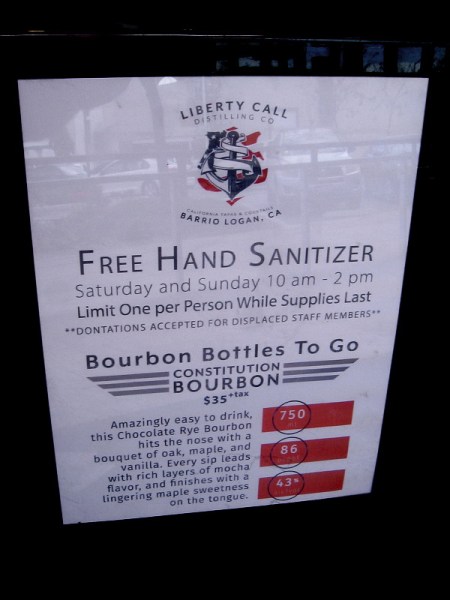 LIBERTY CALL
DISTILLING CO
CALIFORNIA TAPAS & COCKTAILS
BARRIO LOGAN, CA
FREE HAND SANITIZER
Saturday and Sunday 10 am - 2 pm
Limit One per Person While Supplies Last
**DONTATIONS ACCEPTED FOR DISPLACED STAFF MEMBERS**
Bourbon Bottles To Go
CONSTITUTION
BOURBON
$35+tax
Amazingly easy to drink,
this Chocolate Rye Bourbon
hits the nose with a
bouquet of oak, maple, and
vanilla. Every sip leads
with rich layers of mocha
flavor, and finishes with a
lingering maple sweetness
on the tongue.
750
86
43%